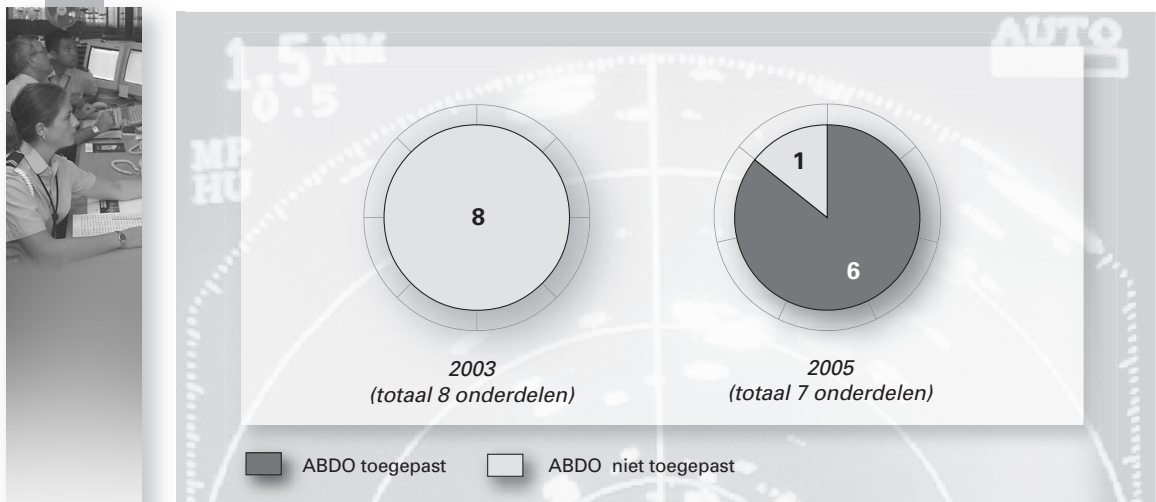 1.5 NM
0.5
AUTO
MP
HU
8
1
6
2003
(totaal 8 onderdelen)
2005
(totaal 7 onderdelen)
ABDO toegepast
ABDO niet toegepast